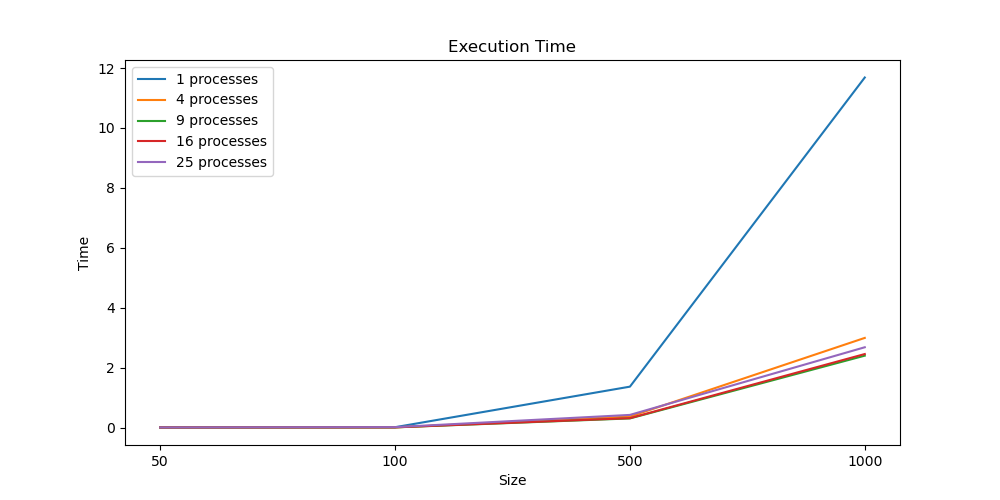 Execution Time
1 processes
4 processes
9 processes
16 processes
25 processes
12
10
8
6
4
2
0
Time
50 100 500 1000
Size